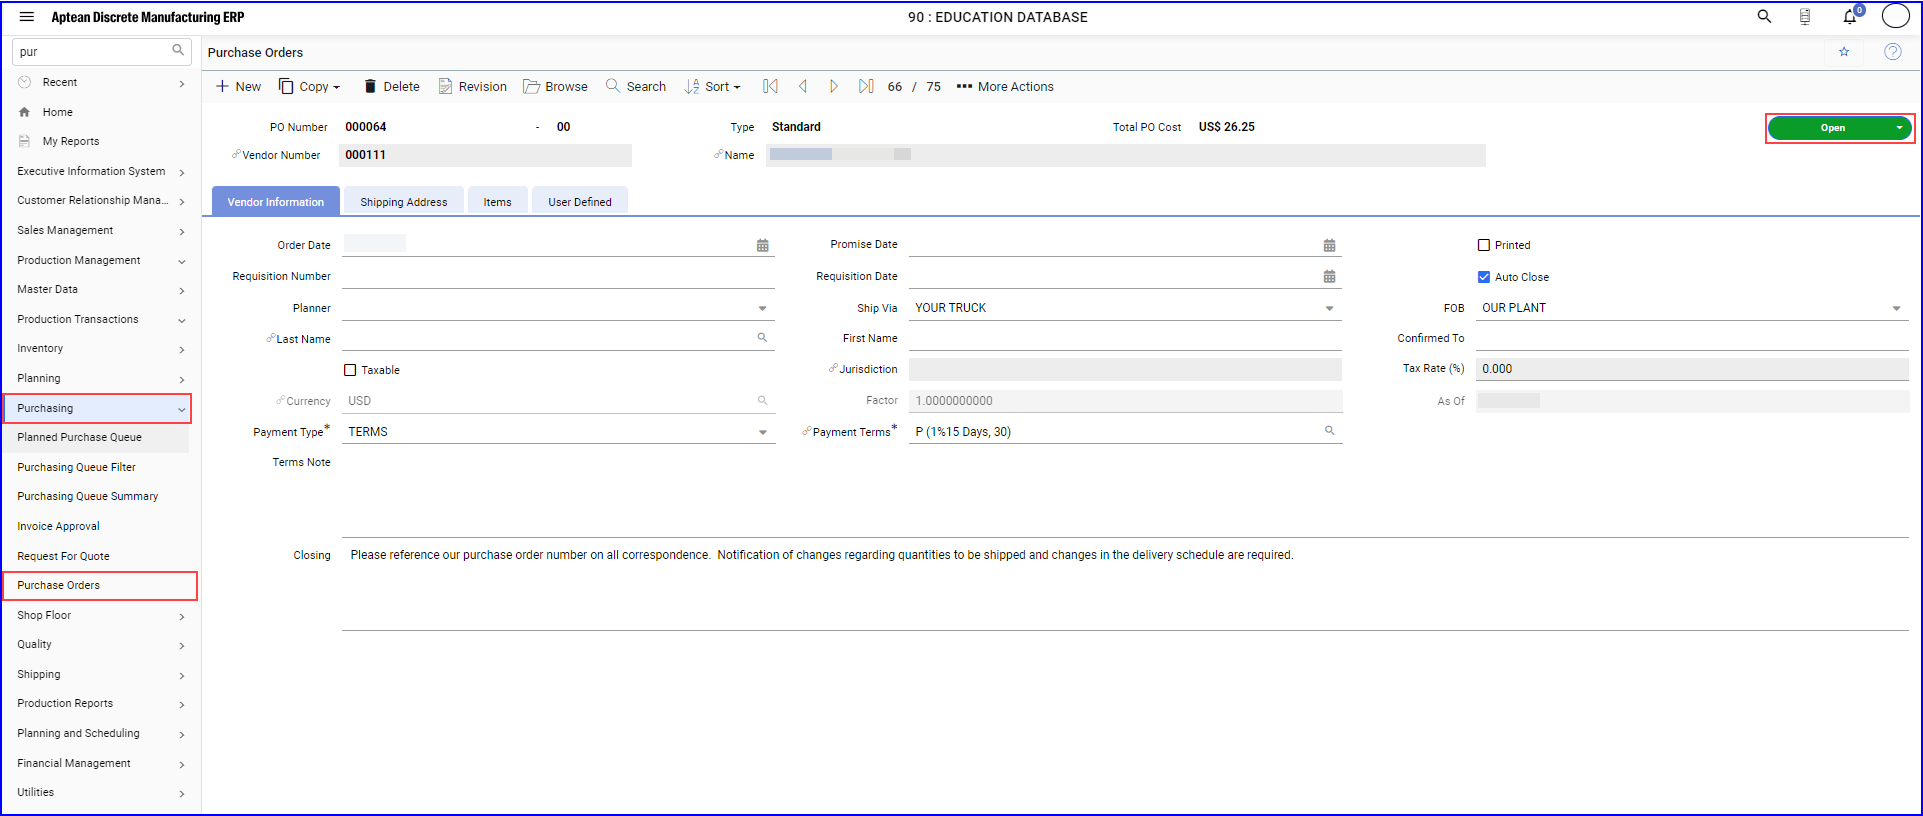 Aptean Discrete Manufacturing ERP
90 : EDUCATION DATABASE
0
pur
Purchase Orders
Recent
Home
My Reports
Executive Information System
Customer Relationship Mana...
Sales Management
Production Management
Master Data
Production Transactions
Inventory
Planning
Purchasing
Planned Purchase Queue
Purchasing Queue Filter
Purchasing Queue Summary
Invoice Approval
Request For Quote
Purchase Orders
Shop Floor
Quality
Shipping
Production Reports
Planning and Scheduling
Financial Management
Utilities
New Copy Delete Revision Browse Search Sort 66 / 75 More Actions
PO Number 000064 - 00 Type Standard Total PO Cost US$ 26.25 Open
Vendor Number 000111 Name
Vendor Information Shipping Address Items User Defined
Order Date Promise Date Printed
Requisition Number Requisition Date Auto Close
Planner Ship Via YOUR TRUCK FOB OUR PLANT
Last Name First Name Confirmed To
Taxable Jurisdiction Tax Rate (%) 0.000
Currency USD Factor 1.0000000000 As Of
Payment Type* TERMS Payment Terms* P (1%15 Days, 30)
Terms Note
Closing Please reference our purchase order number on all correspondence. Notification of changes regarding quantities to be shipped and changes in the delivery schedule are required.